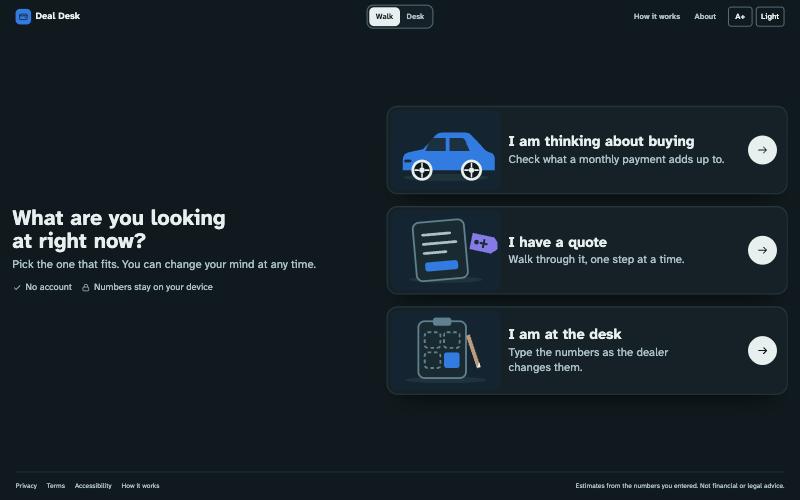 Deal Desk
Walk Desk
How it works About A+ Light
What are you looking
at right now?
Pick the one that fits. You can change your mind at any time.
No account Numbers stay on your device
I am thinking about buying
Check what a monthly payment adds up to.
I have a quote
Walk through it, one step at a time.
I am at the desk
Type the numbers as the dealer
changes them.
Privacy Terms Accessibility How it works
Estimates from the numbers you entered. Not financial or legal advice.